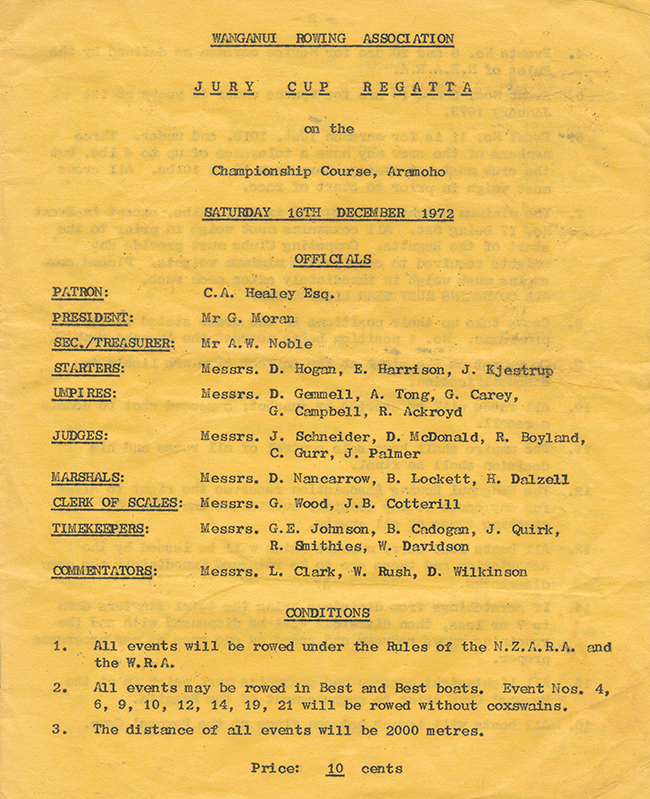 WANGANUI ROWING ASSOCIATION
JURY CUP REGATTA
on the
Championship Course, Aramoho
SATURDAY 16TH DECEMBER 1972
OFFICIALS
PATRON: C.A. Healey Esq.
PRESIDENT: Mr G. Moran
SEC./TREASURER: Mr A.W. Noble
STARTERS: Messrs. D. Hogan, E. Harrison, J. Kjestrup
UMPIRES: Messrs. D. Gemmell, A. Tong, G. Carey,
G. Campbell, R. Ackroyd
JUDGES: Messrs. J. Schneider, D. McDonald, R. Boyland,
C. Gurr, J. Palmer
MARSHALS: Messrs. D. Nancarrow, B. Lockett, H. Dalzell
CLERK OF SCALES: Messrs. G. Wood, J.B. Cotterill
TIMEKEEPERS: Messrs. G.E. Johnson, B. Cadogan, J. Quirk,
R. Smithies, W. Davidson
COMMENTATORS: Messrs. L. Clark, W. Rush, D. Wilkinson
CONDITIONS
1. All events will be rowed under the Rules of the N.Z.A.R.A. and
the W.R.A.
2. All events may be rowed in Best and Best boats. Event Nos. 4,
6, 9, 10, 12, 14, 19, 21 will be rowed without coxswains.
3. The distance of all events will be 2000 metres.
Price: 10 cents